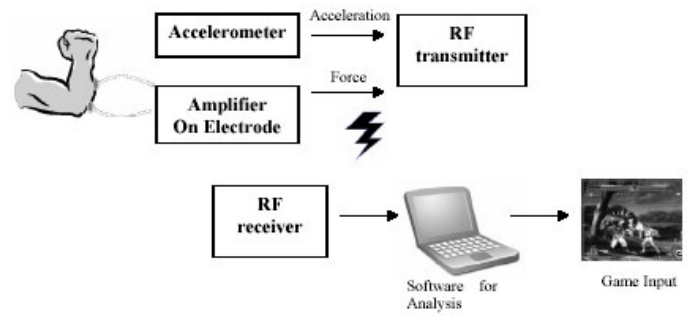 Accelerometer
Acceleration
RF
transmitter
Force
Amplifier
On Electrode
RF
receiver
Software for
Analysis
Game Input